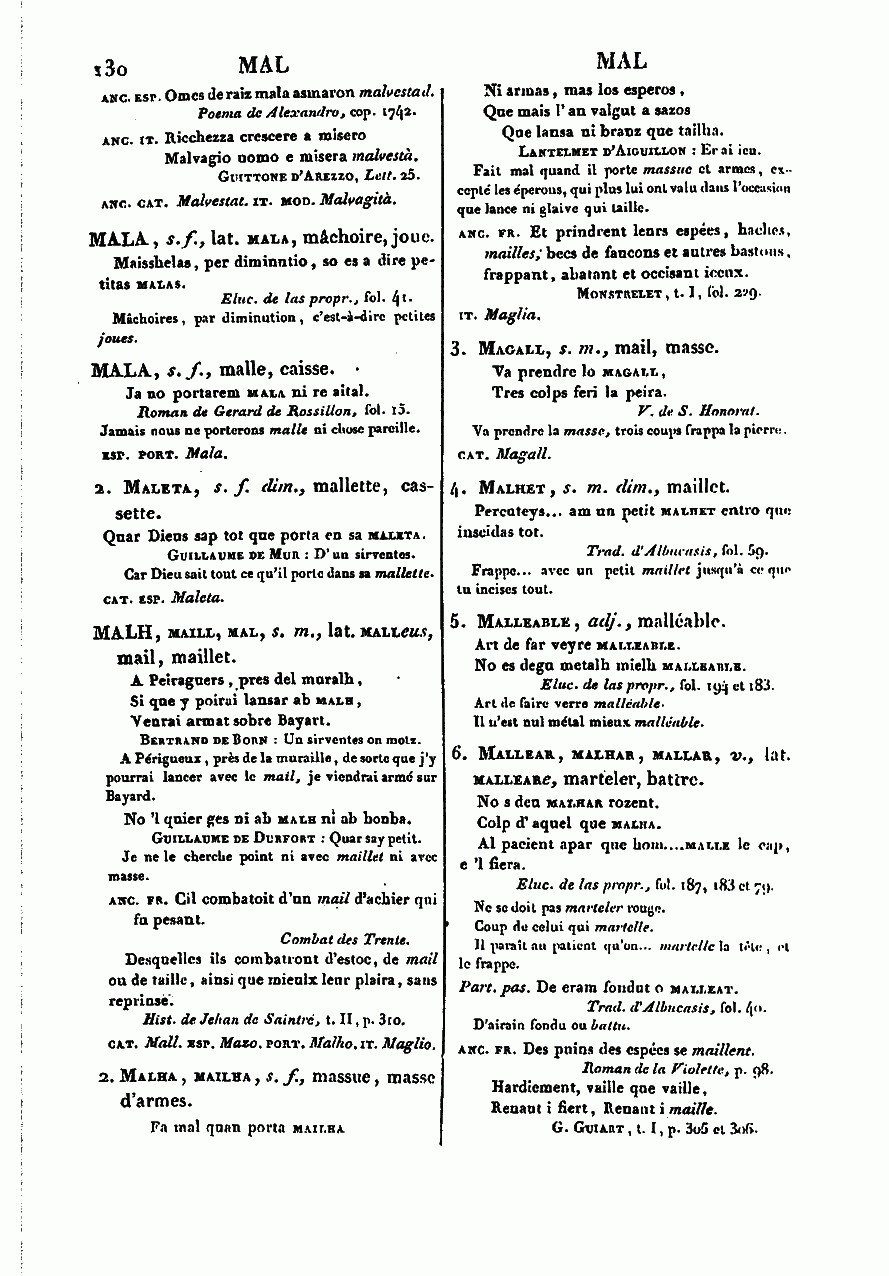 130 MAL MAL
ANC. ESP. Omes de raiz mala asmaron malvestad.
Poema de Alexandro, cop. 1742.
ANC. IT. Ricchezza crescere a misero
Malvagio uomo e misera malvestà.
GUITTONE D'AREZZO, Lett. 25.
ANC. CAT. Malvestat. IT. MOD. Malvagità.
MALA, s. f., lat. MALA, mâchoire, joue.
Maisshelas, per diminutio, so es a dire pe-
titas MALAS.
Eluc. de las propr., fol. 41.
Mâchoires, par diminution, c'est-à-dire petites
joues.
MALA, s. f., malle, caisse.
Ja no portarem MALA ni re aital.
Roman de Gerard de Rossillon, fol. 15.
Jamais nous ne porterons malle ni chose pareille.
ESP. PORT. Mala.
2. MALETA, s. f. dim., mallette, cas-
sette.
Quar Dieus sap tot que porta en sa MALETA.
GUILLAUME DE MUR : D'un sirventes.
Car Dieu sait tout ce qu'il porte dans sa mallette.
CAT. ESP. Maleta.
MALH, MAILL, MAL, s. m., lat. MALLeus,
mail, maillet.
A Peiraguers, pres del muralh,
Si que y poirai lansar ab MALH,
Venrai armat sobre Bayart.
BERTRAND DE BORN : Un sirventes on motz.
A Périgueux, près de la muraille, de sorte que j'y
pourrai lancer avec le mail, je viendrai armé sur
Bayard.
No 'l quier ges ni ab MALH ni ab bonba.
GUILLAUME DE DURFORT : Quar say petit.
Je ne le cherche point ni avec maillet ni avec
masse.
ANC. FR. Cil combatoit d'un mail d'achier qui
fu pesant.
Combat des Trente.
Desquelles ils combatront d'estoc, de mail
ou de taille, ainsi que mieulx leur plaira, sans
reprinse.
Hist. de Jehan de Saintré, t. II, p. 310.
CAT. Mall. ESP. Mazo. PORT. Malho. IT. Maglio.
2. MALHA, MAILHA, s. f., massue, masse
d'armes.
Fa mal quan porta MAILHA
Ni armas, mas los esperos,
Que mais l'an valgut a sazos
Que lansa ni branz que tailha.
LANTELMET D'AIGUILLON : Er ai ieu.
Fait mal quand il porte massue et armes, ex-
cepté les éperons, qui plus lui ont valu dans l'occasion
que lance ni glaive qui taille.
ANC. FR. Et prindrent leurs espées, haches,
mailles, becs de faucons et autres bastons,
frappant, abatant et occisant iceux.
MONSTRELET, t. I, fol. 229.
IT. Maglia.
3. MAGALL, s. m., mail, masse.
Va prendre lo MAGALL,
Tres colps feri la peira.
V. de S. Honorat.
Va prendre la masse, trois coups frappa la pierre.
CAT. Magall.
4. MALHET, s. m. dim., maillet.
Percuteys... am un petit MALHET entro que
inscidas tot.
Trad. d'Albucasis, fol. 59.
Frappe... avec un petit maillet jusqu'à ce que
tu incises tout.
5. MALLEABLE, adj., malléable.
Art de far veyre MALLEABLE.
No es degu metalh mielh MALLEABLE.
Eluc. de las propr., fol. 194 et 183.
Art de faire verre malléable.
Il n'est nul métal mieux malléable.
6. MALLEAR, MALHAR, MALLAR, v., lat.
MALLEARe, marteler, battre.
No s deu MALHAR rozent.
Colp d'aquel que MALHA.
Al pacient apar que hom....MALLE le cap,
e 'l fiera.
Eluc. de las propr., fol. 187, 183 et 79.
Ne se doit pas marteler rouge.
Coup de celui qui martelle.
Il paraît au patient qu'on... martelle la tête, et
le frappe.
Part. pas. De eram fondut o MALLEAT.
Trad. d'Albucasis, fol. 40.
D'airain fondu ou battu.
ANC. FR. Des puins des espées se maillent.
Roman de la Violette, p. 98.
Hardiement, vaille que vaille,
Renaut i fiert, Renaut i maille.
G. GUIART, t. I, p. 305 et 306.